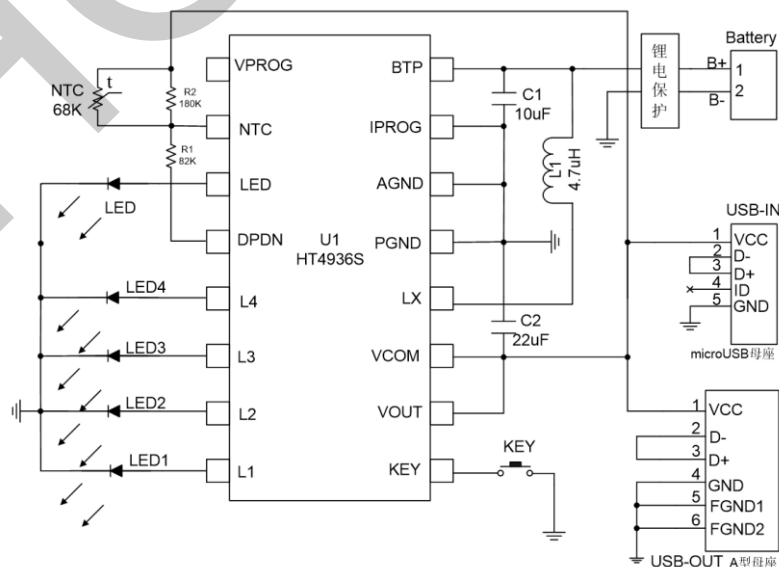 Battery
锂电保护
B+
1
B-
2
VPROG
BTP
t
NTC
68K
R2
180K
C1
10uF
NTC
IPROG
R1
82K
L1
4.7uH
LED
AGND
LED
USB-IN
DPDN
U1
HT4936S
PGND
1
VCC
2
D-
3
D+
4
ID
5
GND
microUSB母座
LED4
L4
LX
C2
22uF
LED3
L3
VCOM
LED2
L2
VOUT
1
VCC
2
D-
3
D+
4
GND
5
FGND1
6
FGND2
LED1
L1
KEY
KEY
USB-OUT A型母座